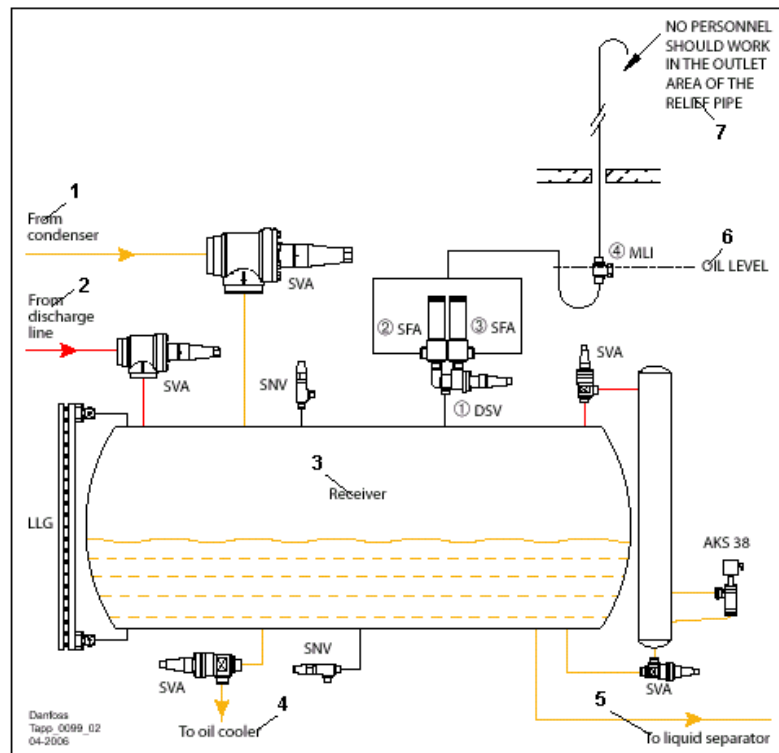 NO PERSONNEL
SHOULD WORK
IN THE OUTLET
AREA OF THE
RELIEF PIPE
7
1
From
condenser
SVA
④ MLI
6
OIL LEVEL
2
From
discharge
line
SVA
SNV
② SFA
③ SFA
① DSV
SVA
3
Receiver
LLG
AKS 38
SVA
SNV
SVA
4
To oil cooler
5
To liquid separator
Danfoss
Tapp_0099_02
04-2006